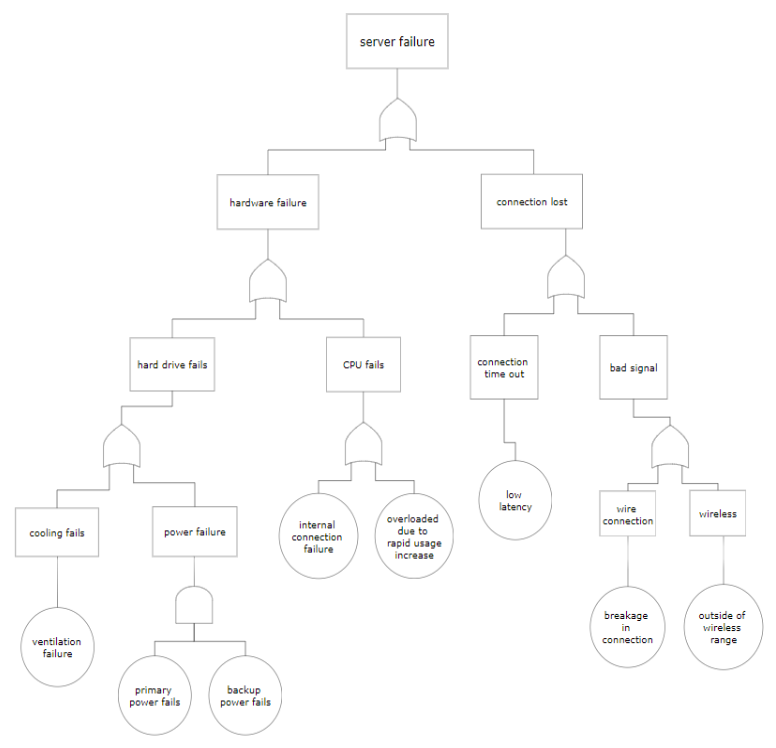 server failure
hardware failure
connection lost
hard drive fails
CPU fails
connection
time out
bad signal
cooling fails
power failure
internal
connection
failure
overloaded
due to
rapid usage
increase
low
latency
wire
connection
wireless
ventilation
failure
primary
power fails
backup
power fails
breakage
in
connection
outside of
wireless
range